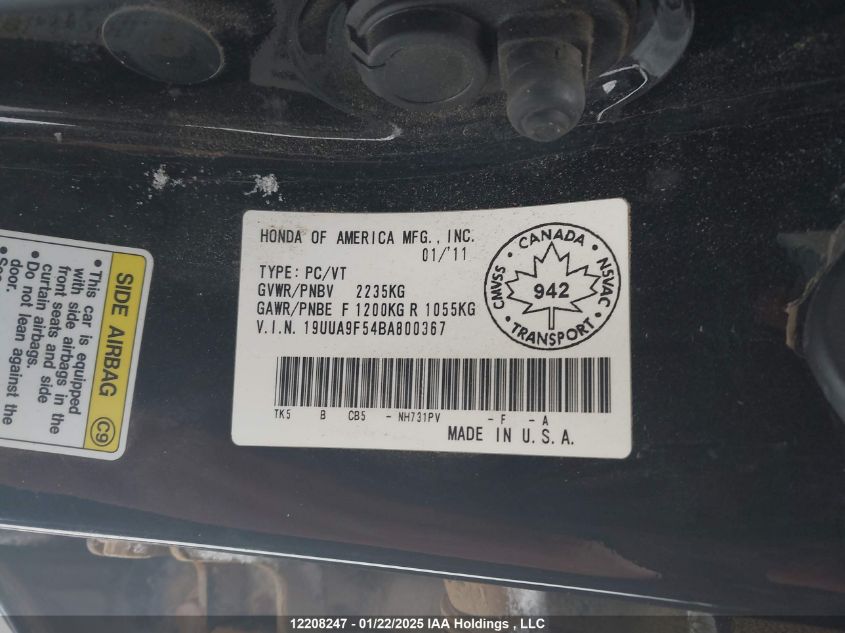 HONDA OF AMERICA MFG., INC.
01/'11
TYPE: PC/VT
GVWR/PNBV 2235KG
GAWR/PNBE F 1200KG R 1055KG
V.I.N. 19UUA9F54BA800367
CANADA
CMVSS
942
NSVAC
• TRANSPORT •
TK5 B CB5 - NH731PV - F - A
MADE IN U.S.A.
SIDE AIRBAG
C9
• This car is equipped
with side airbags in the
front seats and side
curtain airbags.
• Do not lean against the
door.
12208247 - 01/22/2025 IAA Holdings , LLC